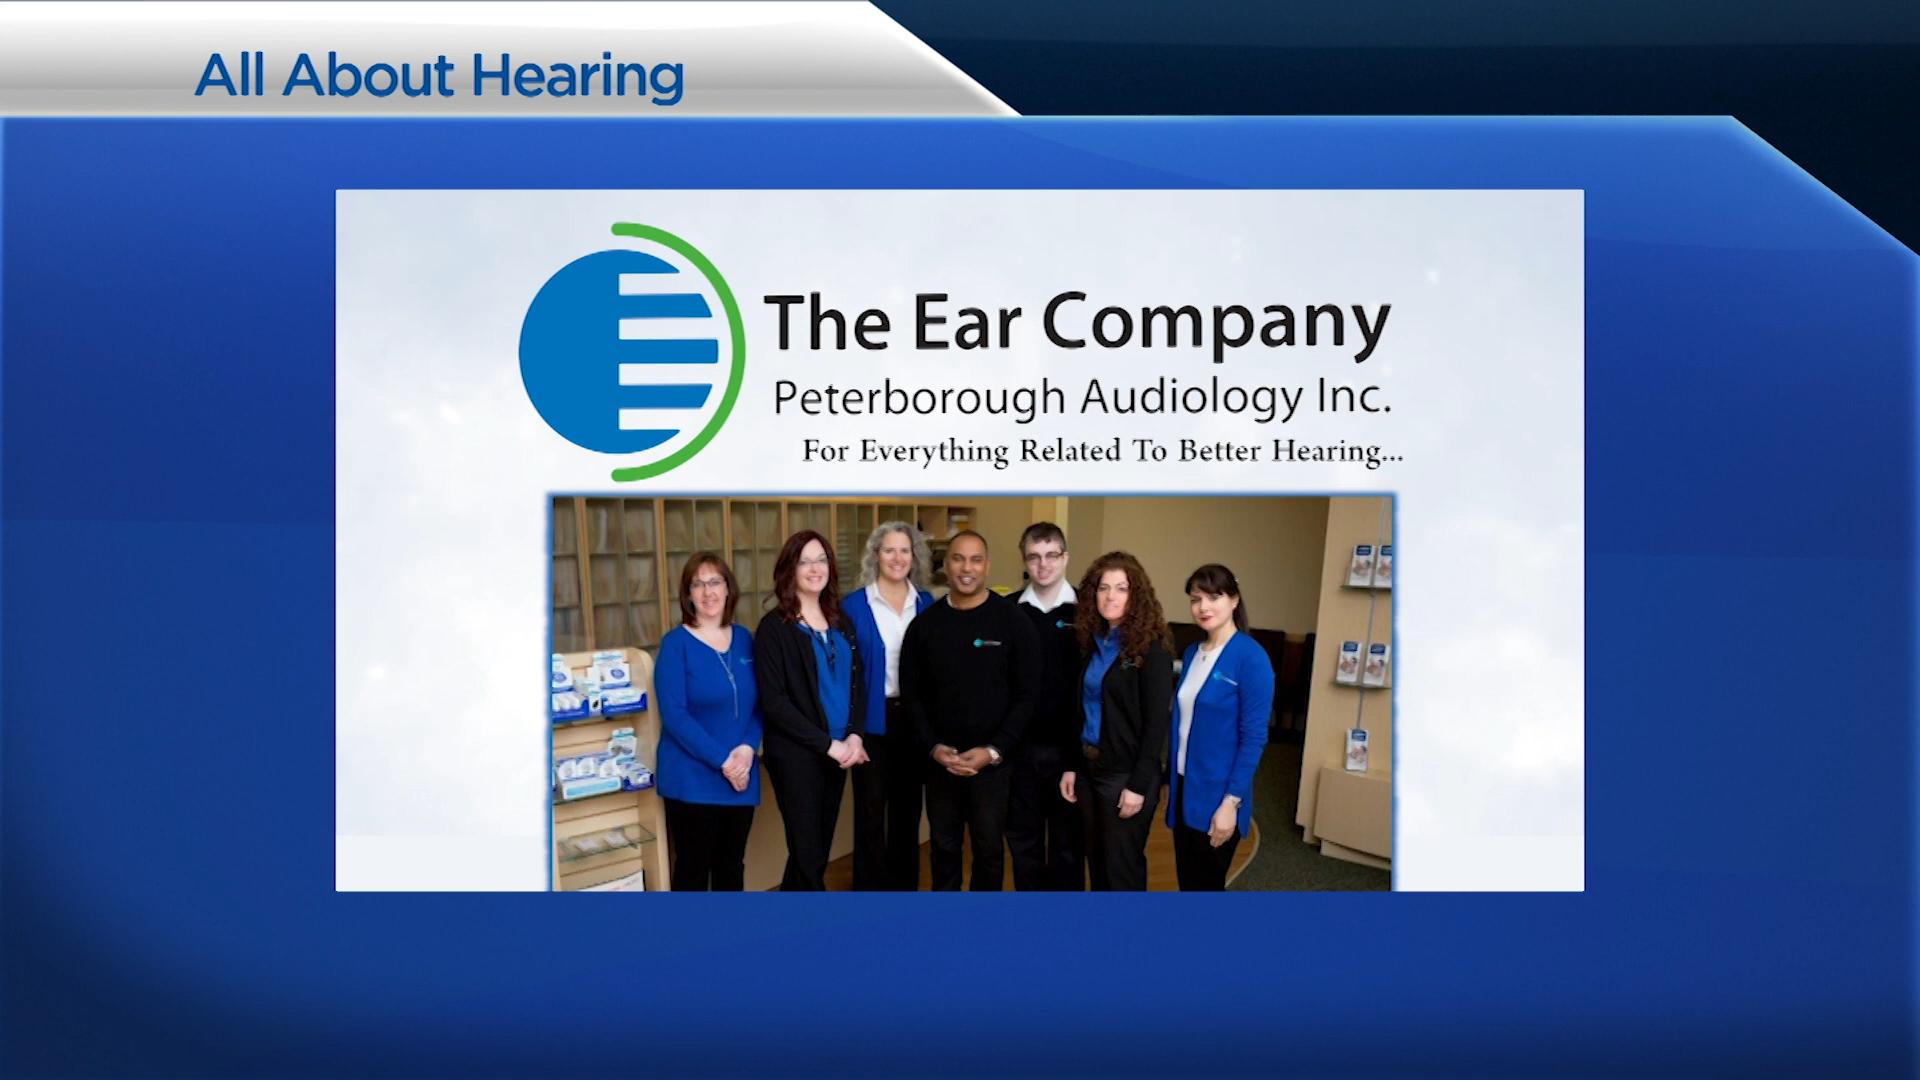 All About Hearing
The Ear Company
Peterborough Audiology Inc.
For Everything Related To Better Hearing...